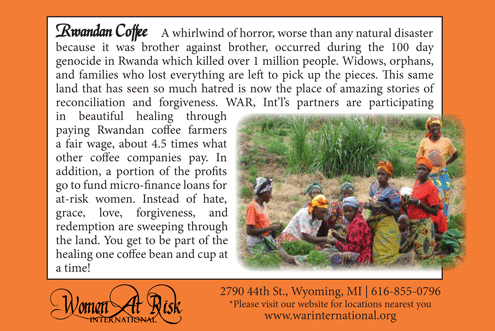 Rwandan Coffee A whirlwind of horror, worse than any natural disaster
because it was brother against brother, occurred during the 100 day
genocide in Rwanda which killed over 1 million people. Widows, orphans,
and families who lost everything are left to pick up the pieces. This same
land that has seen so much hatred is now the place of amazing stories of
reconciliation and forgiveness. WAR, Int'l's partners are participating
in beautiful healing through
paying Rwandan coffee farmers
a fair wage, about 4.5 times what
other coffee companies pay. In
addition, a portion of the profits
go to fund micro-finance loans for
at-risk women. Instead of hate,
grace, love, forgiveness, and
redemption are sweeping through
the land. You get to be part of the
healing one coffee bean and cup at
a time!
Women At Risk
INTERNATIONAL
2790 44th St., Wyoming, MI | 616-855-0796
*Please visit our website for locations nearest you
www.warinternational.org